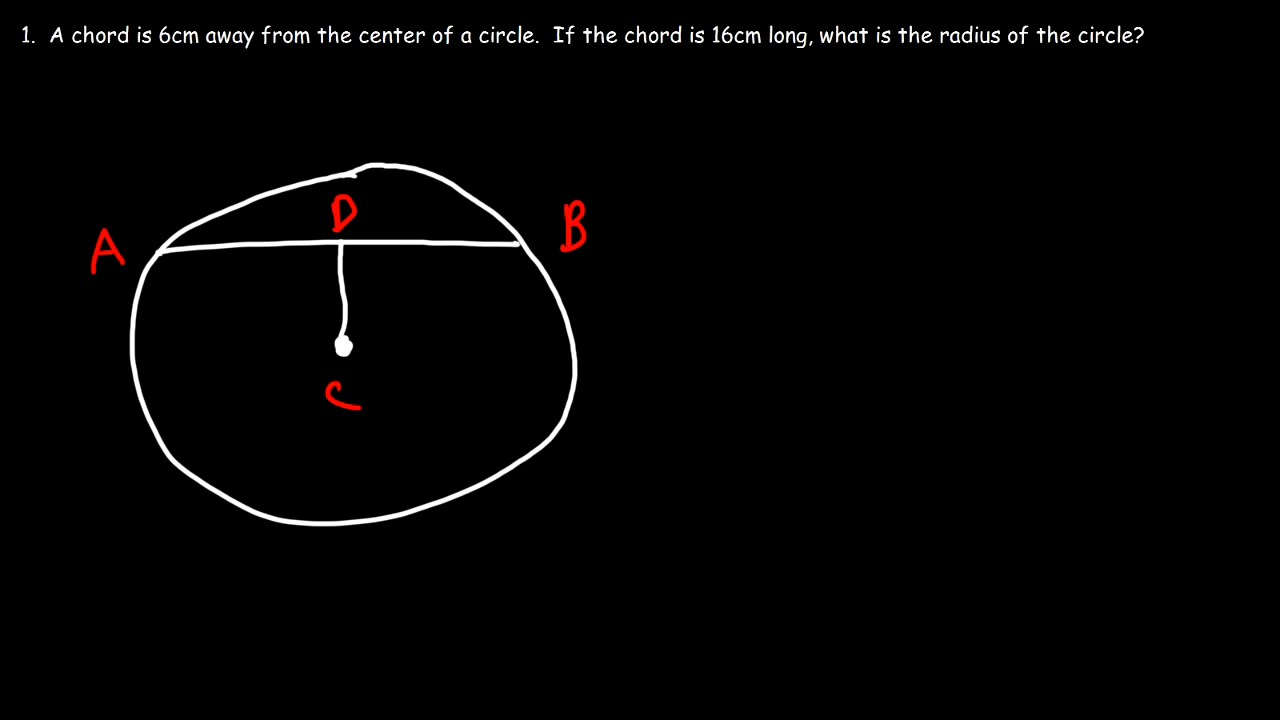 1. A chord is 6cm away from the center of a circle. If the chord is 16cm long, what is the radius of the circle?
D
B
A
C